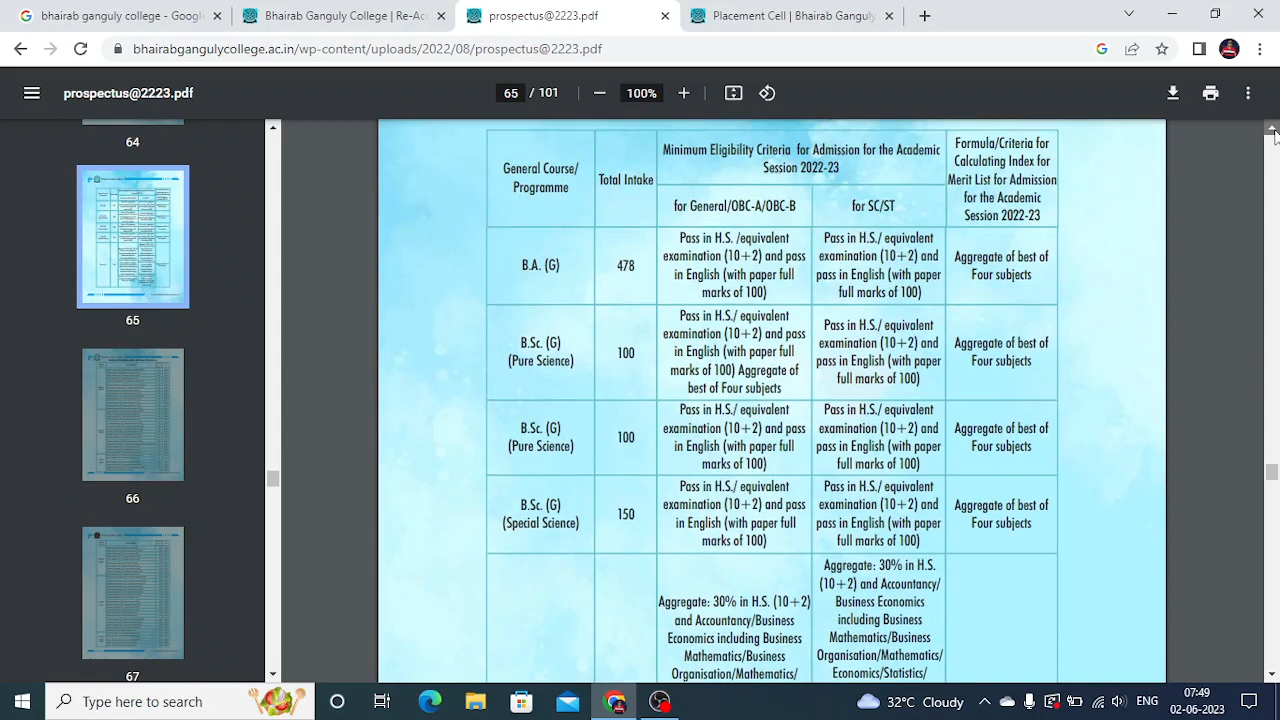 bhairab ganguly college - Google
Bhairab Ganguly College | Re-Acc
prospectus@2223.pdf
Placement Cell | Bhairab Ganguly
bhairabgangulycollege.ac.in/wp-content/uploads/2022/08/prospectus@2223.pdf
prospectus@2223.pdf
65 / 101
100%
64
65
66
67
General Course/
Programme
Total Intake
Minimum Eligibility Criteria for Admission for the Academic
Session 2022-23
for General/OBC-A/OBC-B
for SC/ST
Formula/Criteria for
Calculating Index for
Merit List for Admission
for the Academic
Session 2022-23
B.A. (G)
478
Pass in H.S. /equivalent
examination (10+2) and pass
in English (with paper full
marks of 100)
Pass in H.S./ equivalent
examination (10+2) and
pass in English (with paper
full marks of 100)
Aggregate of best of
Four subjects
B.Sc. (G)
(Pure Science)
100
Pass in H.S./ equivalent
examination (10+2) and pass
in English (with paper full
marks of 100) Aggregate of
best of Four subjects
Pass in H.S./ equivalent
examination (10+2) and
pass in English (with paper
full marks of 100)
Aggregate of best of
Four subjects
B.Sc. (G)
(Pure Science)
100
Pass in H.S./ equivalent
examination (10+2) and pass
in English (with paper full
marks of 100)
Pass in H.S./ equivalent
examination (10+2) and
pass in English (with paper
full marks of 100)
Aggregate of best of
Four subjects
B.Sc. (G)
(Special Science)
150
Pass in H.S./ equivalent
examination (10+2) and pass
in English (with paper full
marks of 100)
Pass in H.S./ equivalent
examination (10+2) and
pass in English (with paper
full marks of 100)
Aggregate of best of
Four subjects
Aggregate: 30% in H.S. (10+2)
and Accountancy/Business
Economics including Business
Mathematics/Business
Organisation/Mathematics/
Aggregate: 30% in H.S.
(10+2) and Accountancy/
Business Economics
including Business
Mathematics/Business
Organisation/Mathematics/
Economics/Statistics/
Type here to search
32°C Cloudy
ENG
07:49
02-06-2023